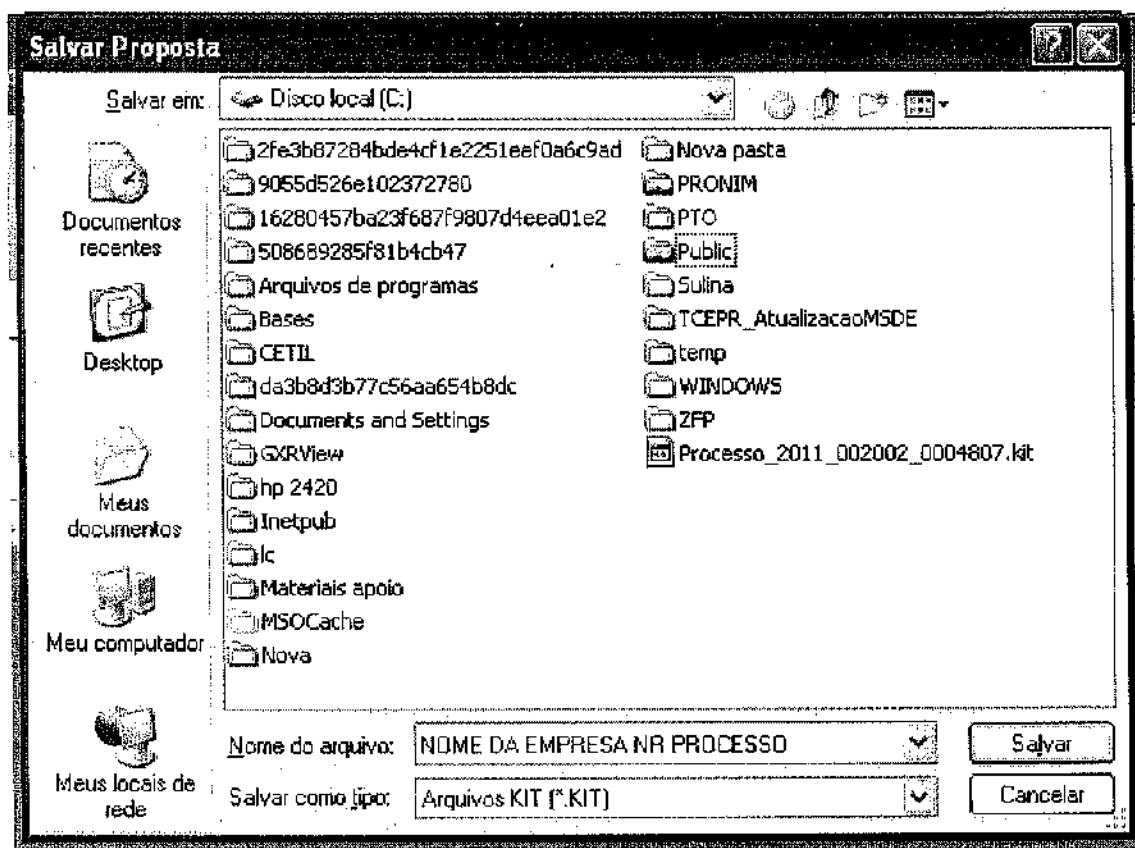 Salvar Proposta
Salvar em:
Disco local (C:)
Documentos
recentes
Desktop
Meus
documentos
Meu computador
Meus locais de
rede
2fe3b87284bde4cf1e2251eef0a6c9ad
9055d526e102372780
16280457ba23f687f9807d4eea01e2
508689285f81b4cb47
Arquivos de programas
Bases
CETIL
da3b8d3b77c56aa654b8dc
Documents and Settings
GXRView
hp 2420
Inetpub
lc
Materiais apoio
MSOCache
Nova
Nova pasta
PRONIM
PTO
Public
Sulina
TCEPR_AtualizacaoMSDE
temp
WINDOWS
ZFP
Processo_2011_002002_0004807.kit
Nome do arquivo:
NOME DA EMPRESA NR PROCESSO
Salvar
Salvar como tipo:
Arquivos KIT (*.KIT)
Cancelar